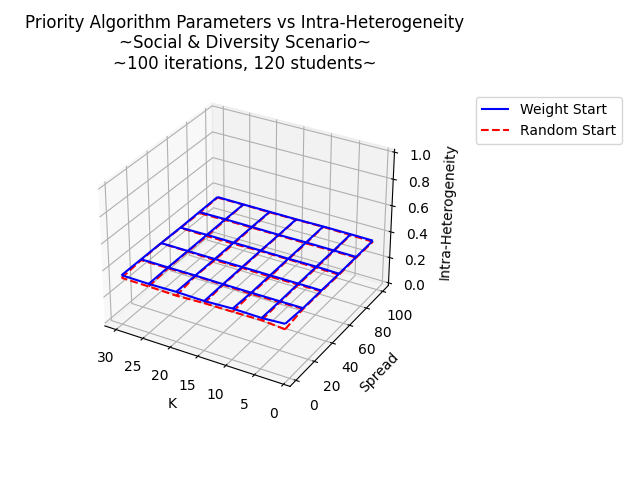 Priority Algorithm Parameters vs Intra-Heterogeneity
~Social & Diversity Scenario~
~100 iterations, 120 students~
Weight Start
Random Start
1.0
0.8
0.6
0.4
0.2
0.0
Intra-Heterogeneity
100
80
60
40
20
0
Spread
30
25
20
15
10
5
0
K